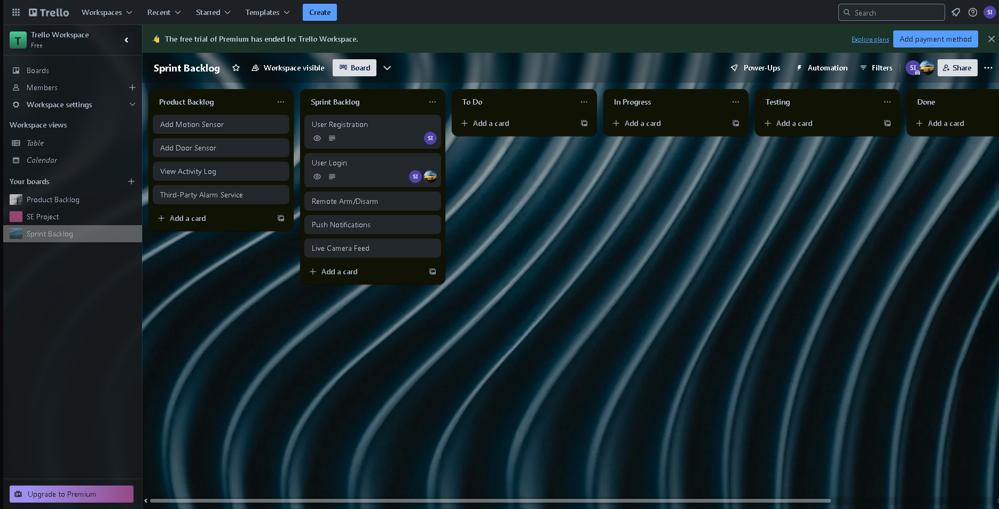 Trello
Workspaces
Recent
Starred
Templates
Create
Search
SI
T
Trello Workspace
Free
The free trial of Premium has ended for Trello Workspace.
Explore plans
Add payment method
Boards
Members
Workspace settings
Workspace views
Table
Calendar
Your boards
Product Backlog
SE Project
Sprint Backlog
Upgrade to Premium
Sprint Backlog
Workspace visible
Board
Power-Ups
Automation
Filters
SI
Share
Product Backlog
Add Motion Sensor
Add Door Sensor
View Activity Log
Third-Party Alarm Service
Add a card
Sprint Backlog
User Registration
SI
User Login
SI
Remote Arm/Disarm
Push Notifications
Live Camera Feed
Add a card
To Do
Add a card
In Progress
Add a card
Testing
Add a card
Done
Add a card